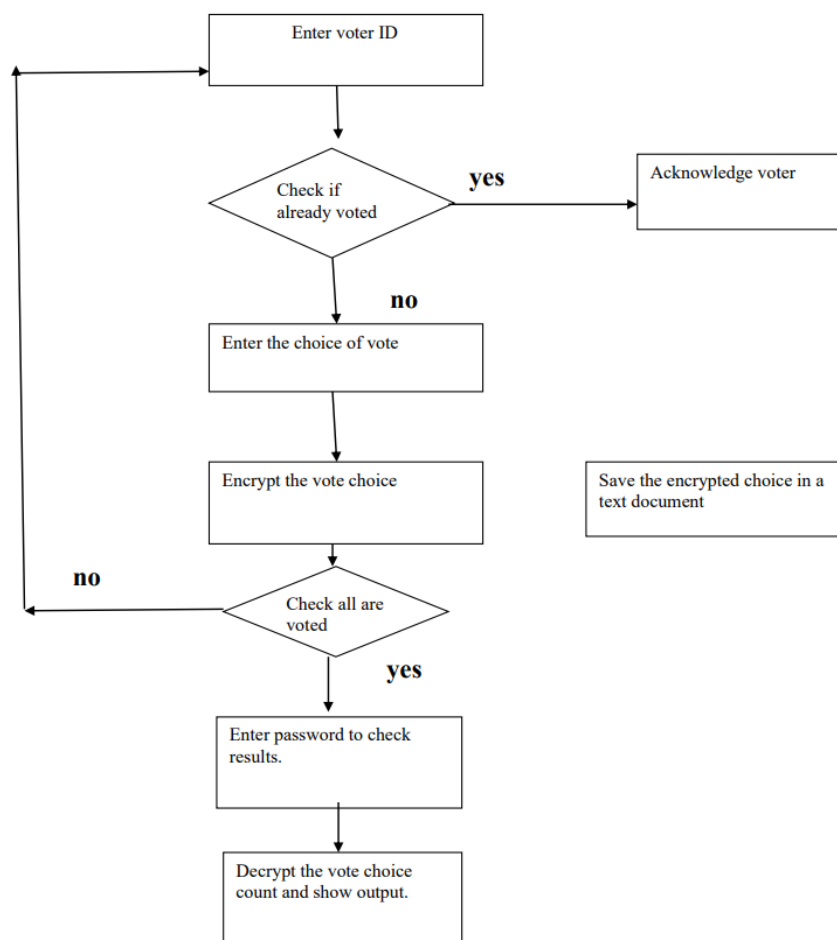 Enter voter ID
Check if
already voted
yes
Acknowledge voter
no
Enter the choice of vote
Encrypt the vote choice
Save the encrypted choice in a
text document
no
Check all are
voted
yes
Enter password to check
results.
Decrypt the vote choice
count and show output.